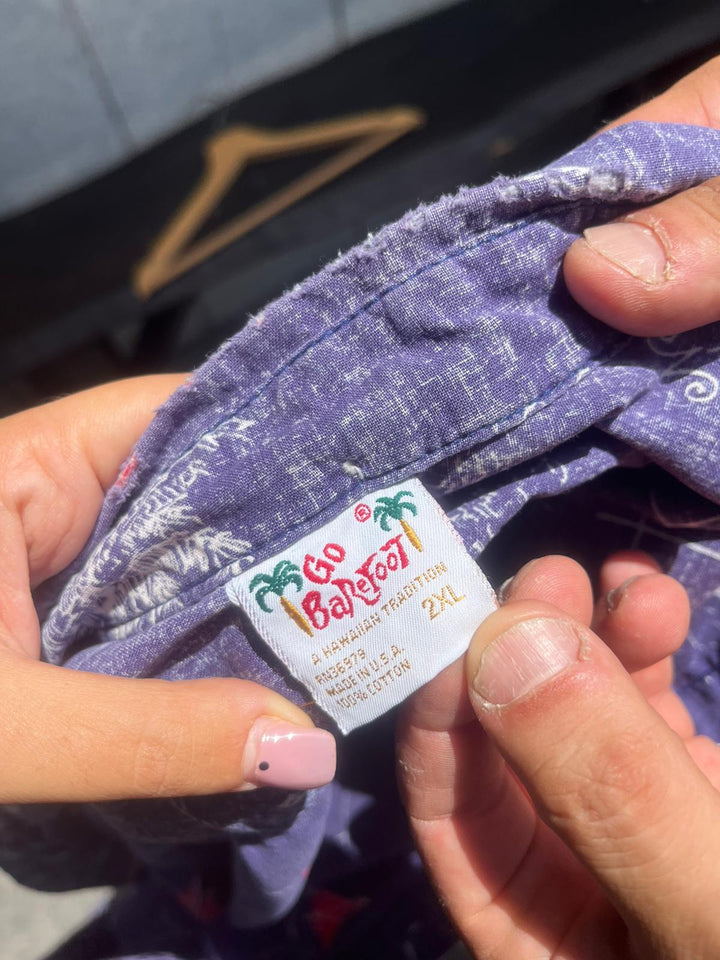 Go ®
BaRefooT
A HAWAIIAN TRADITION
2XL
RN36979
MADE IN U.S.A.
100% COTTON